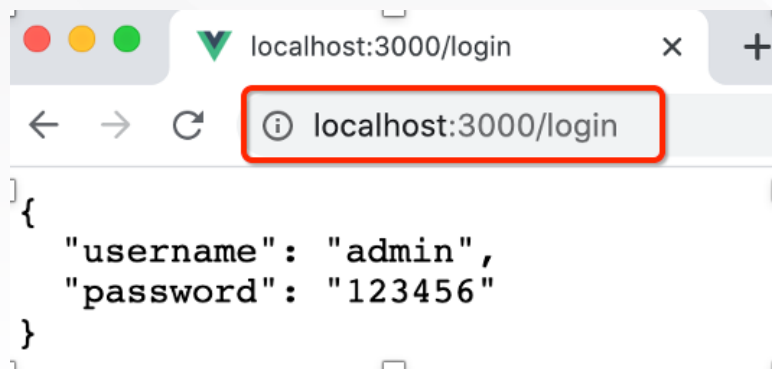 localhost:3000/login
localhost:3000/login
{
"username": "admin",
"password": "123456"
}